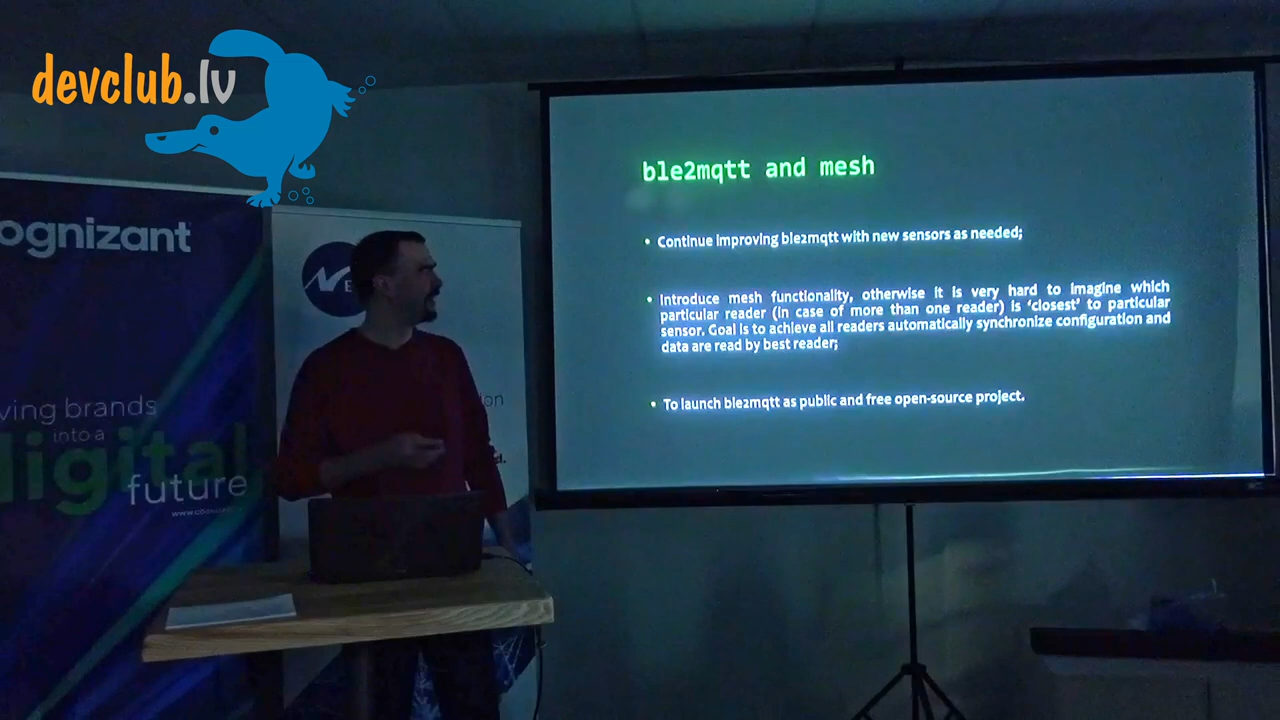 devclub.lv
ognizant
ving brands
into a
digital
future
ble2mqtt and mesh
• Continue improving ble2mqtt with new sensors as needed;
• Introduce mesh functionality, otherwise it is very hard to imagine which
particular reader (in case of more than one reader) is ‘closest’ to particular
sensor. Goal is to achieve all readers automatically synchronize configuration and
data are read by best reader;
• To launch ble2mqtt as public and free open-source project.